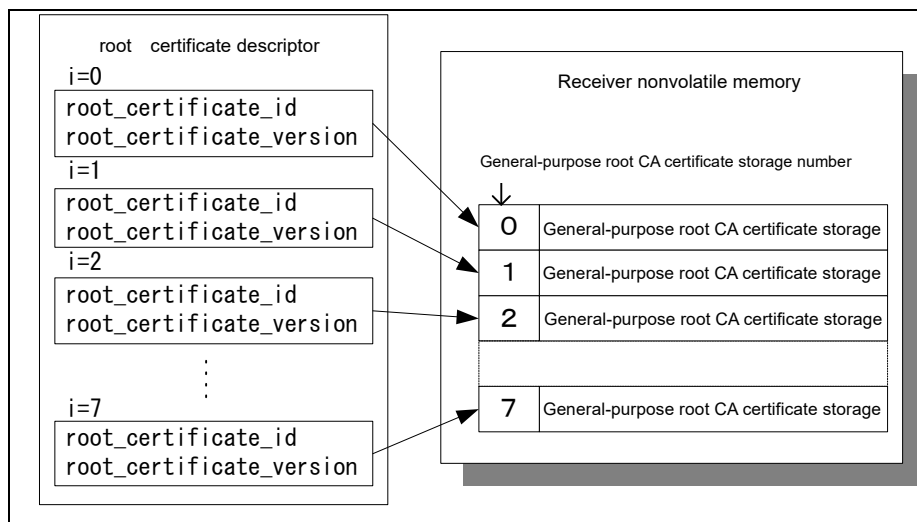 root certificate descriptor
i=0
root_certificate_id
root_certificate_version
i=1
root_certificate_id
root_certificate_version
i=2
root_certificate_id
root_certificate_version
i=7
root_certificate_id
root_certificate_version
Receiver nonvolatile memory
General-purpose root CA certificate storage number
0 General-purpose root CA certificate storage
1 General-purpose root CA certificate storage
2 General-purpose root CA certificate storage
7 General-purpose root CA certificate storage